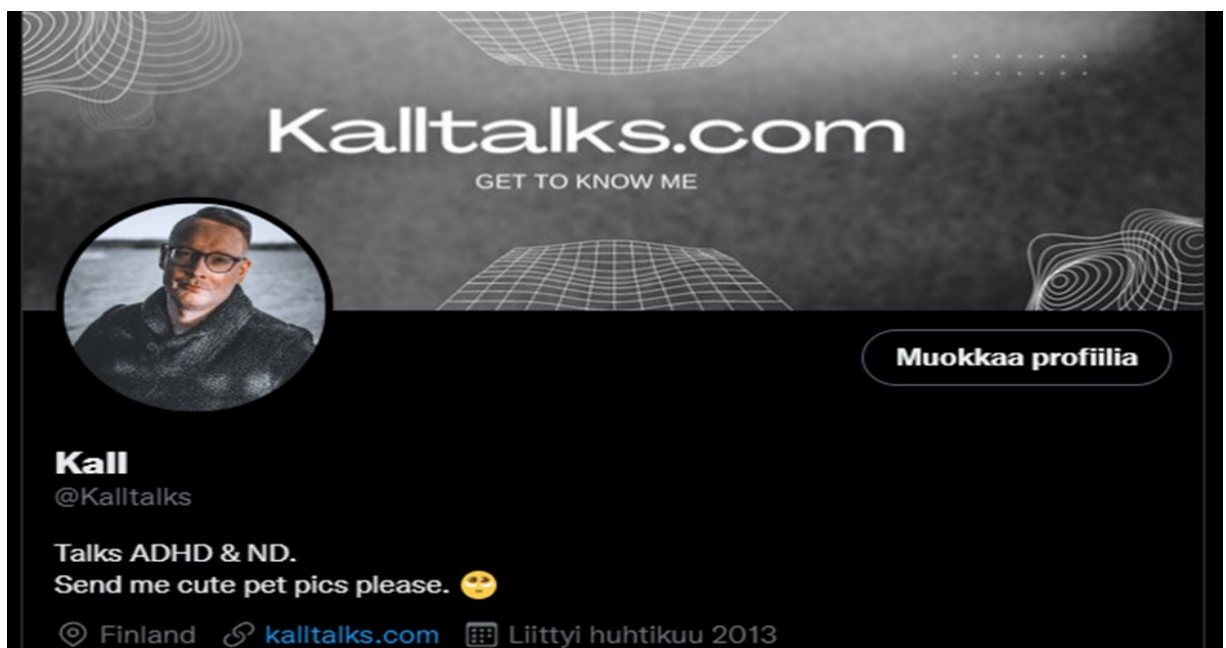 Kalltalks.com
GET TO KNOW ME
Muokkaa profiilia
Kall
@Kalltalks
Talks ADHD & ND.
Send me cute pet pics please. 🥺
Finland kalltalks.com Liittyi huhtikuu 2013